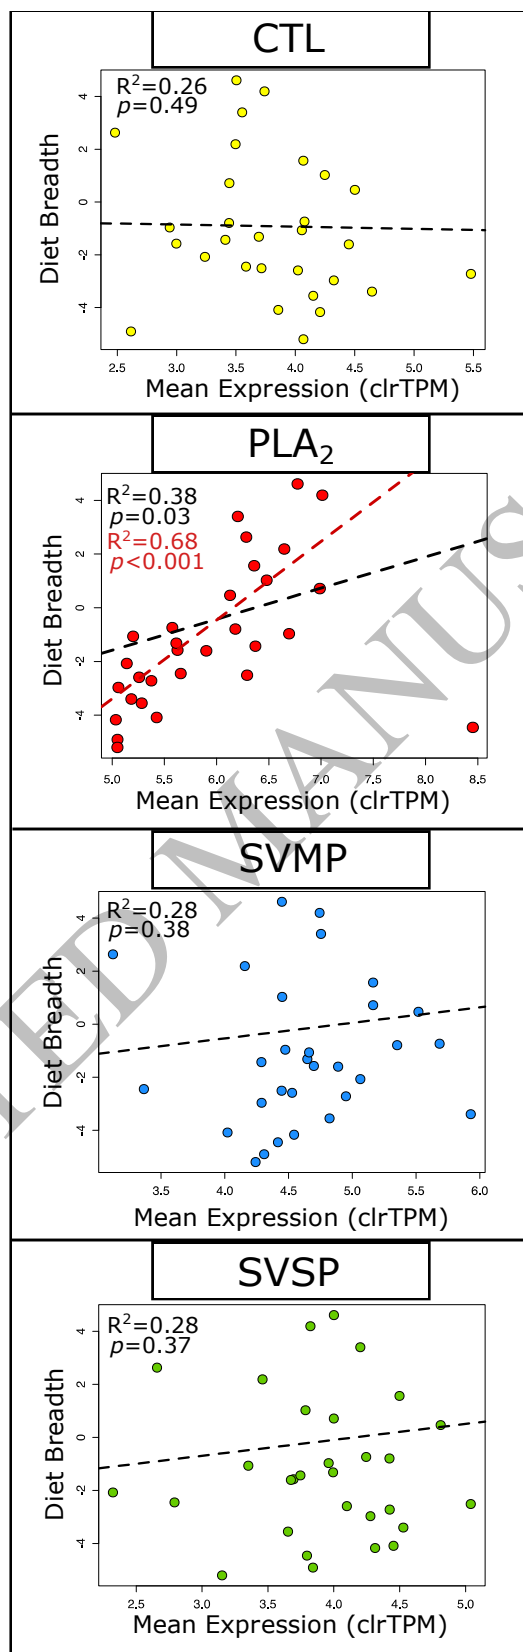 CTL
R²=0.26
p=0.49
Diet Breadth
4
2
0
-2
-4
2.5 3.0 3.5 4.0 4.5 5.0 5.5
Mean Expression (clrTPM)
PLA₂
R²=0.38
p=0.03
R²=0.68
p<0.001
Diet Breadth
4
2
0
-2
-4
5.0 5.5 6.0 6.5 7.0 7.5 8.0 8.5
Mean Expression (clrTPM)
SVMP
R²=0.28
p=0.38
Diet Breadth
4
2
0
-2
-4
3.5 4.0 4.5 5.0 5.5 6.0
Mean Expression (clrTPM)
SVSP
R²=0.28
p=0.37
Diet Breadth
4
2
0
-2
-4
2.5 3.0 3.5 4.0 4.5 5.0
Mean Expression (clrTPM)
TED MANUS